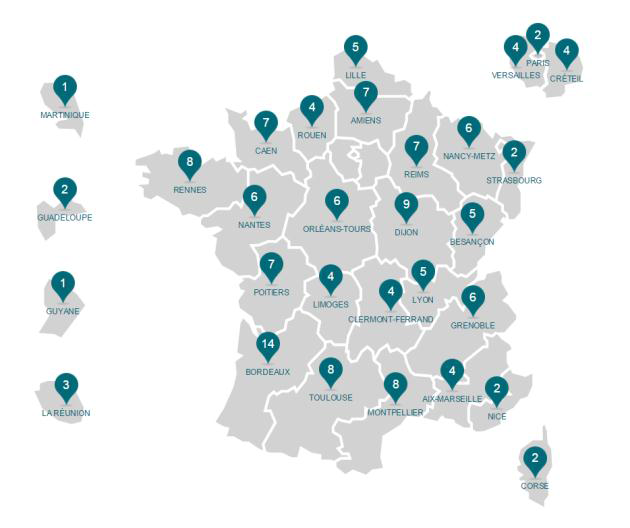 5
LILLE
4
VERSAILLES
2
PARIS
4
CRÉTEIL
1
MARTINIQUE
7
AMIENS
4
ROUEN
7
CAEN
6
NANCY-METZ
7
REIMS
2
STRASBOURG
8
RENNES
2
GUADELOUPE
6
NANTES
6
ORLÉANS-TOURS
9
DIJON
5
BESANÇON
1
GUYANE
7
POITIERS
4
LIMOGES
4
CLERMONT-FERRAND
5
LYON
6
GRENOBLE
14
BORDEAUX
3
LA RÉUNION
8
TOULOUSE
8
MONTPELLIER
4
AIX-MARSEILLE
2
NICE
2
CORSE